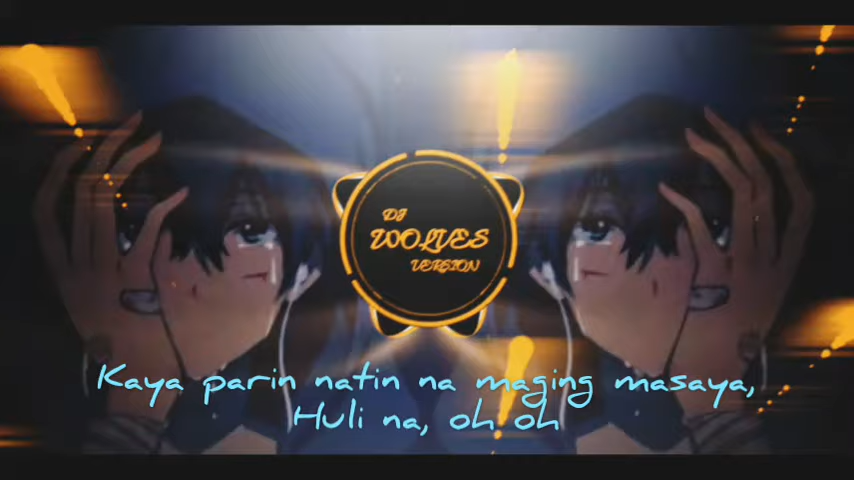 DJ
WOLVES
VERSION
Kaya parin natin na maging masaya,
Huli na, oh oh